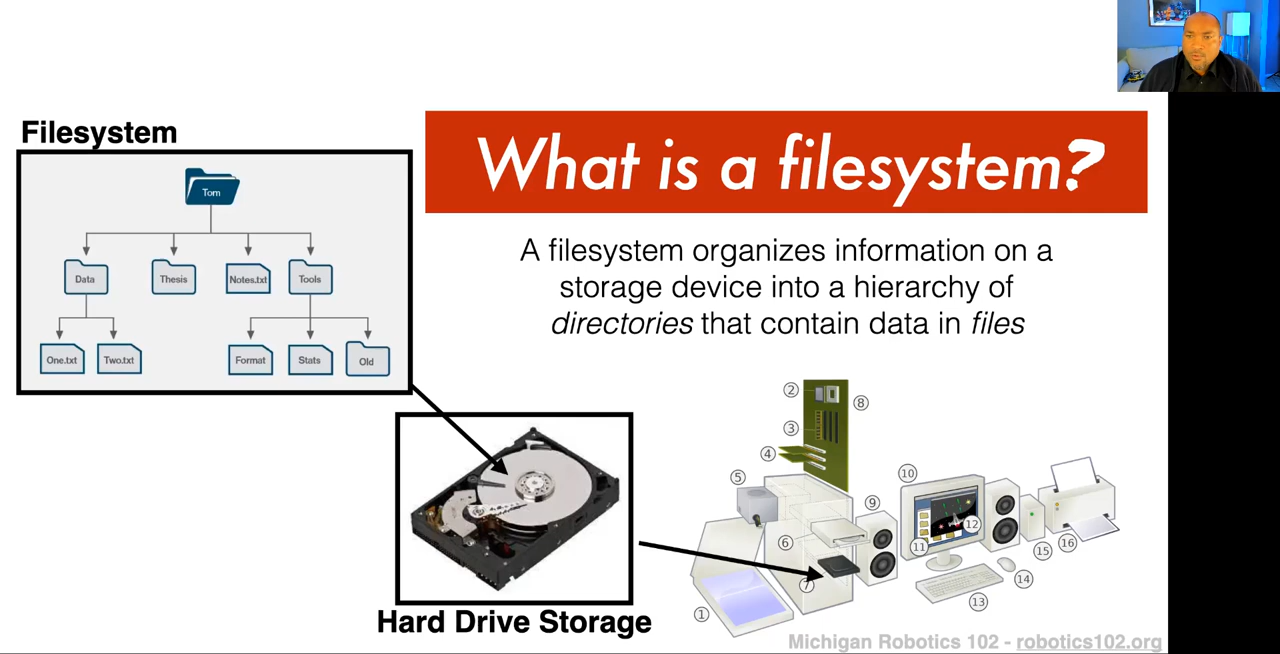 Filesystem
What is a filesystem?
Tom
Data
Thesis
Notes.txt
Tools
One.txt
Two.txt
Format
Stats
Old
A filesystem organizes information on a
storage device into a hierarchy of
directories that contain data in files
Hard Drive Storage
2
8
3
4
5
10
9
12
6
11
16
15
7
14
1
13
Michigan Robotics 102 - robotics102.org